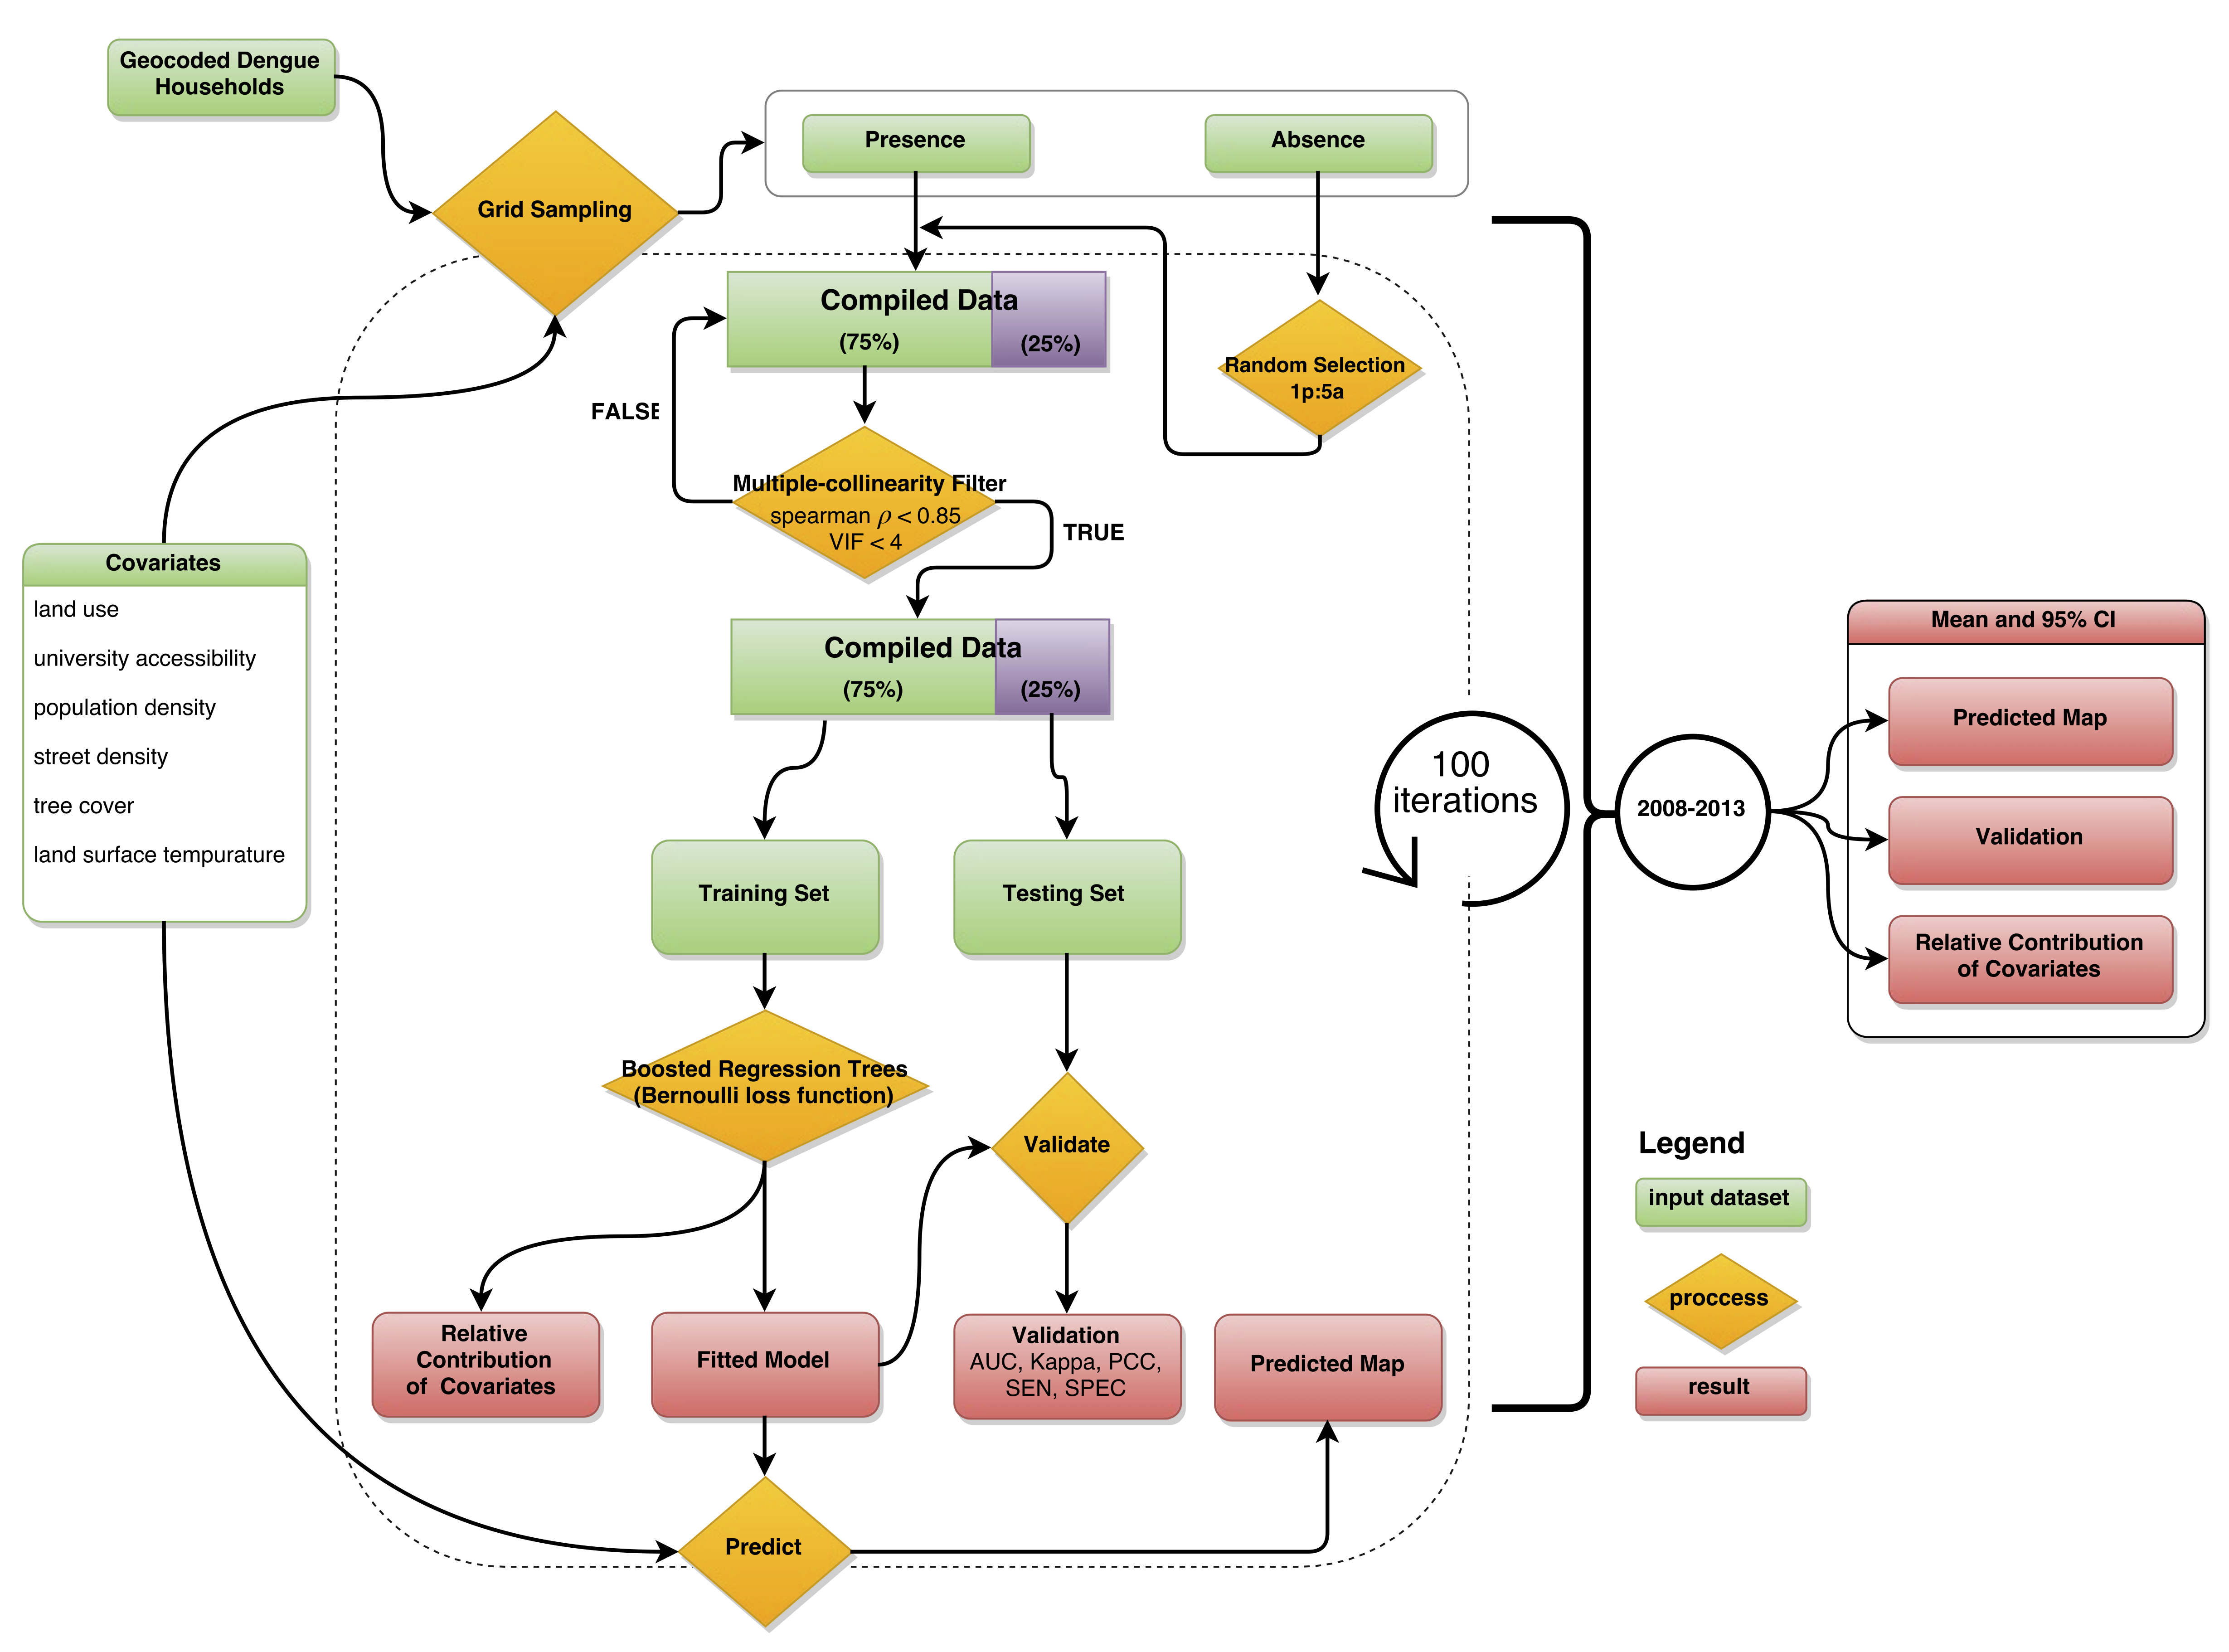 Geocoded Dengue
Households
Grid Sampling
Presence
Absence
Compiled Data
(75%)
(25%)
Random Selection
1p:5a
FALSE
Multiple-collinearity Filter
spearman ρ < 0.85
VIF < 4
TRUE
Covariates
land use
university accessibility
population density
street density
tree cover
land surface tempurature
Compiled Data
(75%)
(25%)
Training Set
Testing Set
100
iterations
2008-2013
Mean and 95% CI
Predicted Map
Validation
Relative Contribution
of Covariates
Boosted Regression Trees
(Bernoulli loss function)
Validate
Relative
Contribution
of Covariates
Fitted Model
Validation
AUC, Kappa, PCC,
SEN, SPEC
Predicted Map
Predict
Legend
input dataset
proccess
result